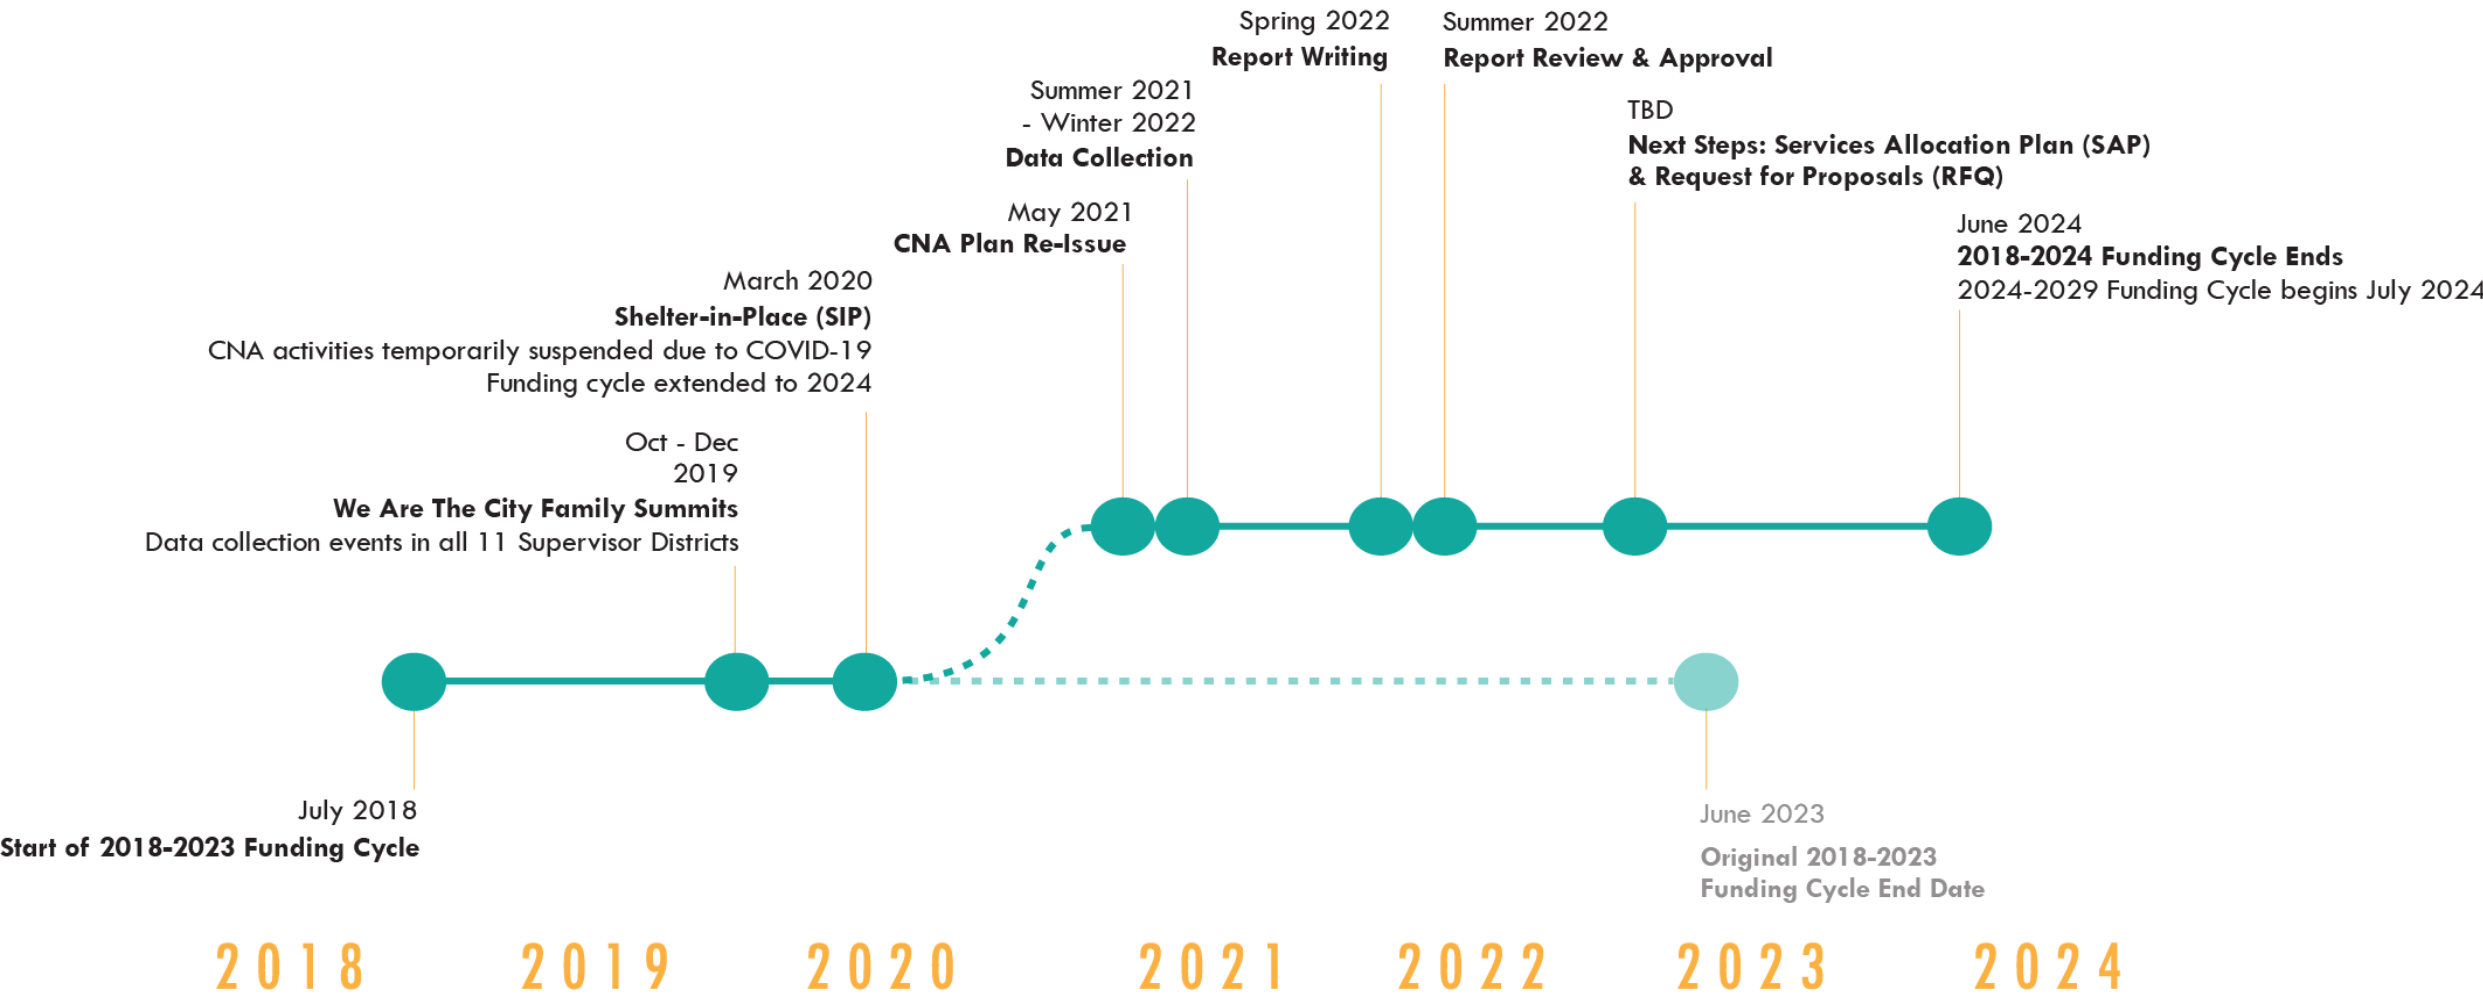 Spring 2022
Report Writing
Summer 2022
Report Review & Approval
Summer 2021
- Winter 2022
Data Collection
TBD
Next Steps: Services Allocation Plan (SAP)
& Request for Proposals (RFQ)
May 2021
CNA Plan Re-Issue
June 2024
2018-2024 Funding Cycle Ends
2024-2029 Funding Cycle begins July 2024
March 2020
Shelter-in-Place (SIP)
CNA activities temporarily suspended due to COVID-19
Funding cycle extended to 2024
Oct - Dec
2019
We Are The City Family Summits
Data collection events in all 11 Supervisor Districts
July 2018
Start of 2018-2023 Funding Cycle
June 2023
Original 2018-2023
Funding Cycle End Date
2018 2019 2020 2021 2022 2023 2024